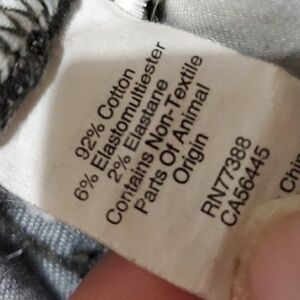 92% Cotton
6% Elastomultiester
2% Elastane
Contains Non-Textile
Parts Of Animal
Origin
RN77388
CA56445